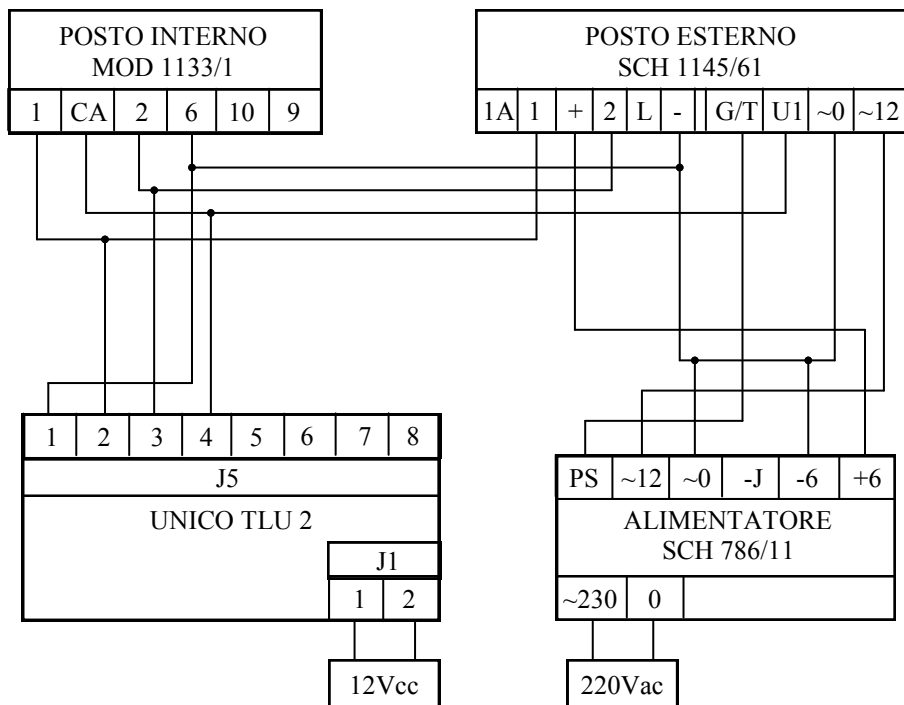 POSTO INTERNO
MOD 1133/1
1 CA 2 6 10 9
POSTO ESTERNO
SCH 1145/61
1A 1 + 2 L - G/T U1 ~0 ~12
1 2 3 4 5 6 7 8
J5
UNICO TLU 2
J1
1 2
12Vcc
PS ~12 ~0 -J -6 +6
ALIMENTATORE
SCH 786/11
~230 0
220Vac